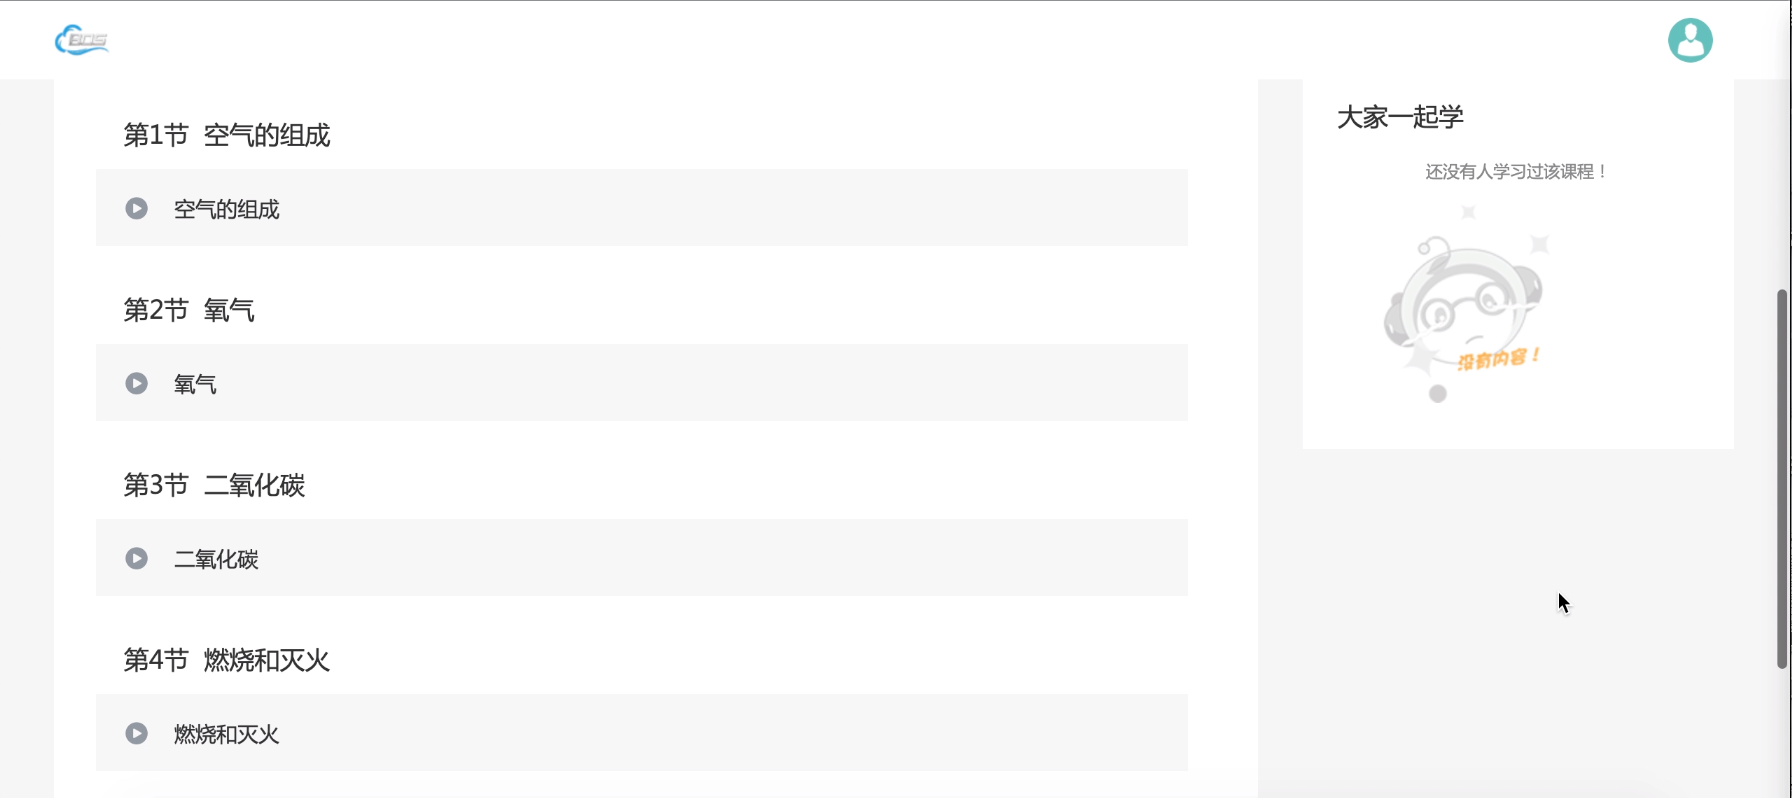 BOS
第1节 空气的组成
空气的组成
第2节 氧气
氧气
第3节 二氧化碳
二氧化碳
第4节 燃烧和灭火
燃烧和灭火
大家一起学
还没有人学习过该课程！
没有内容！